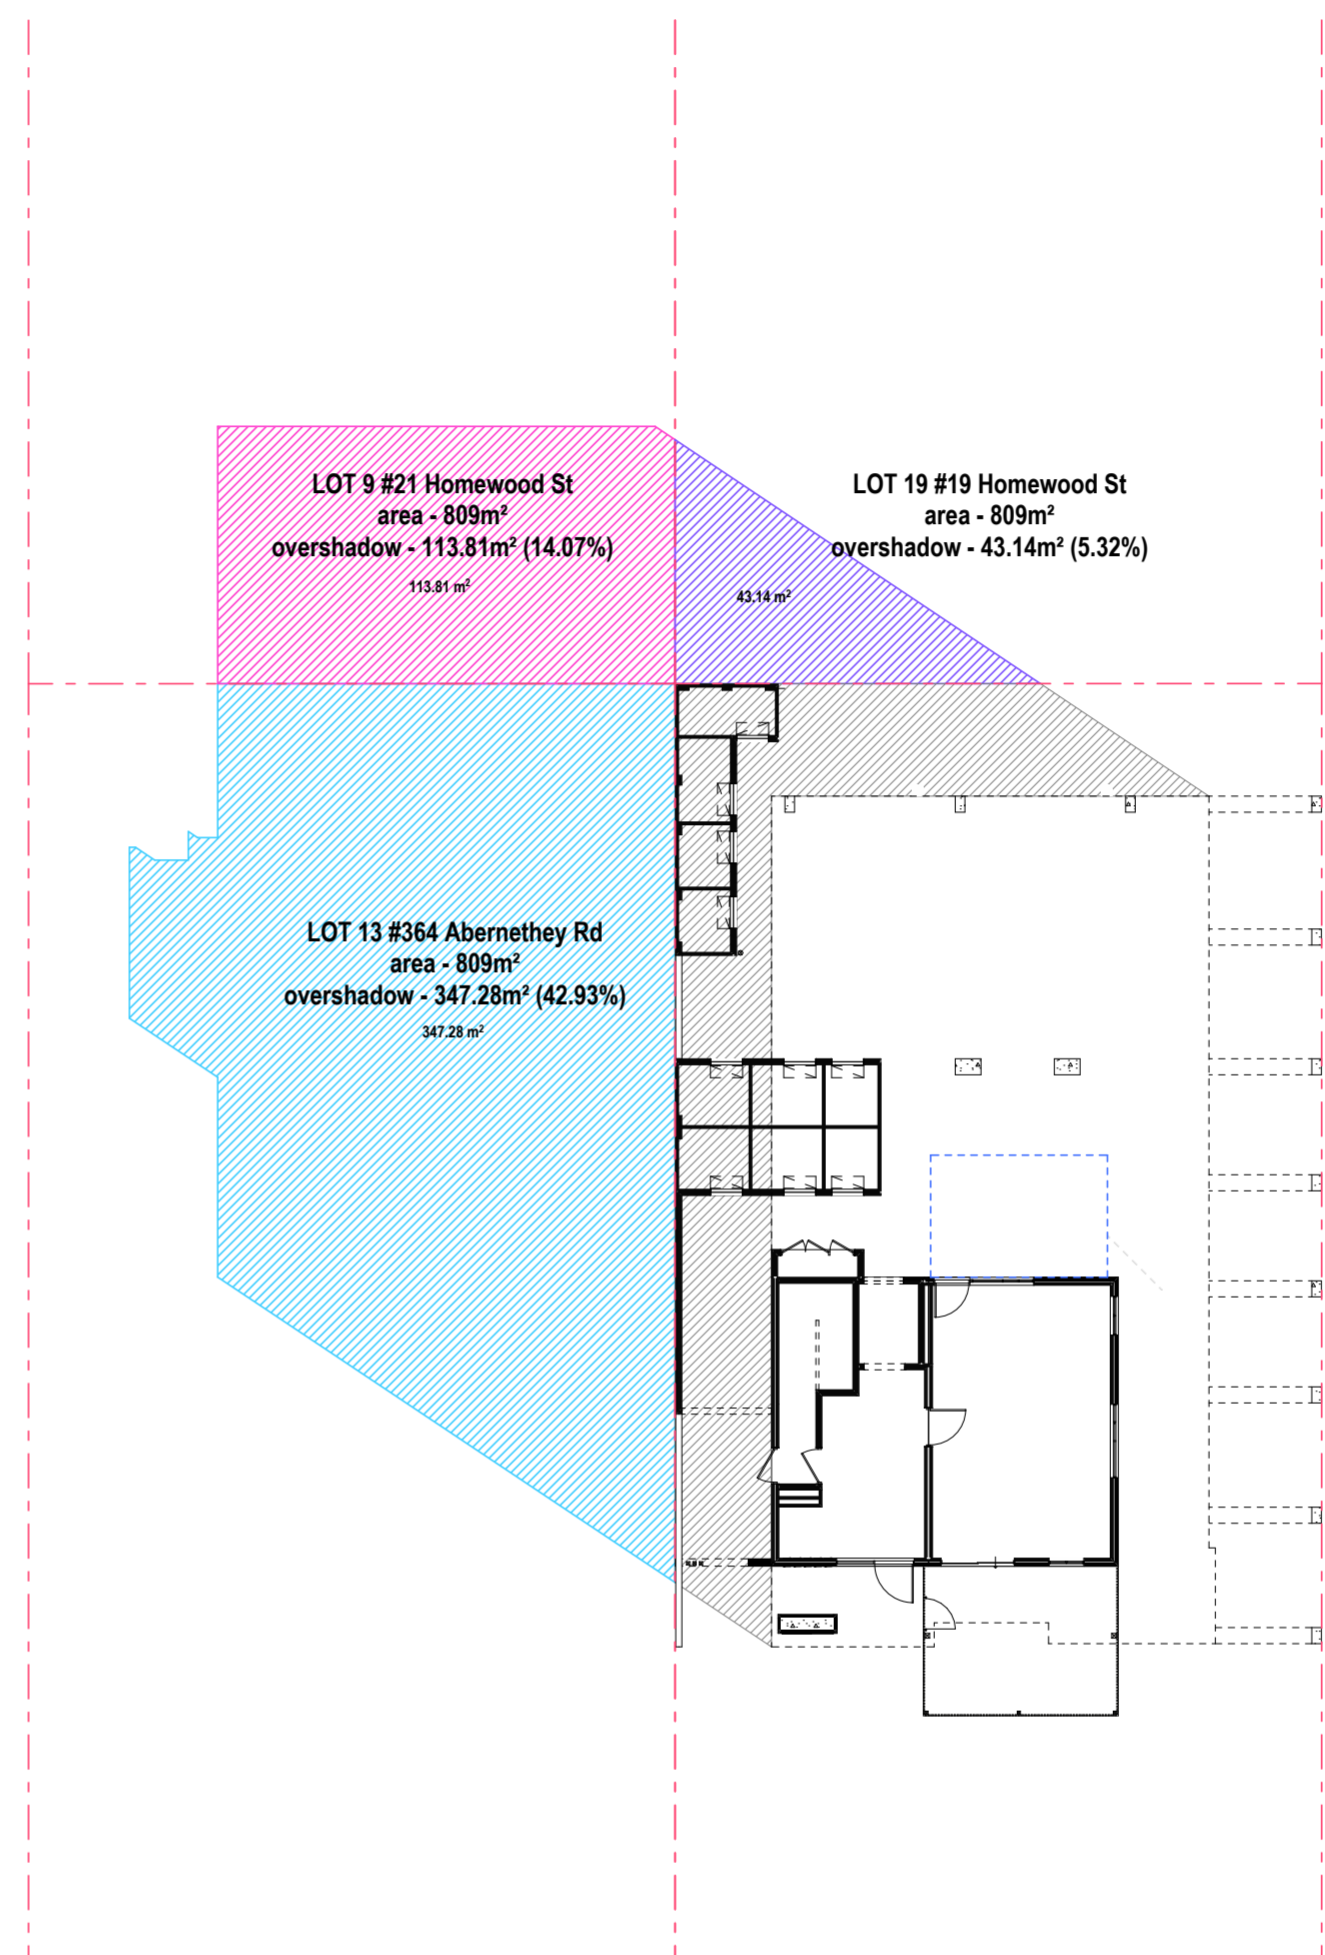 LOT 9 #21 Homewood St
area - 809m²
overshadow - 113.81m² (14.07%)
113.81 m²
LOT 19 #19 Homewood St
area - 809m²
overshadow - 43.14m² (5.32%)
43.14 m²
LOT 13 #364 Abernethey Rd
area - 809m²
overshadow - 347.28m² (42.93%)
347.28 m²